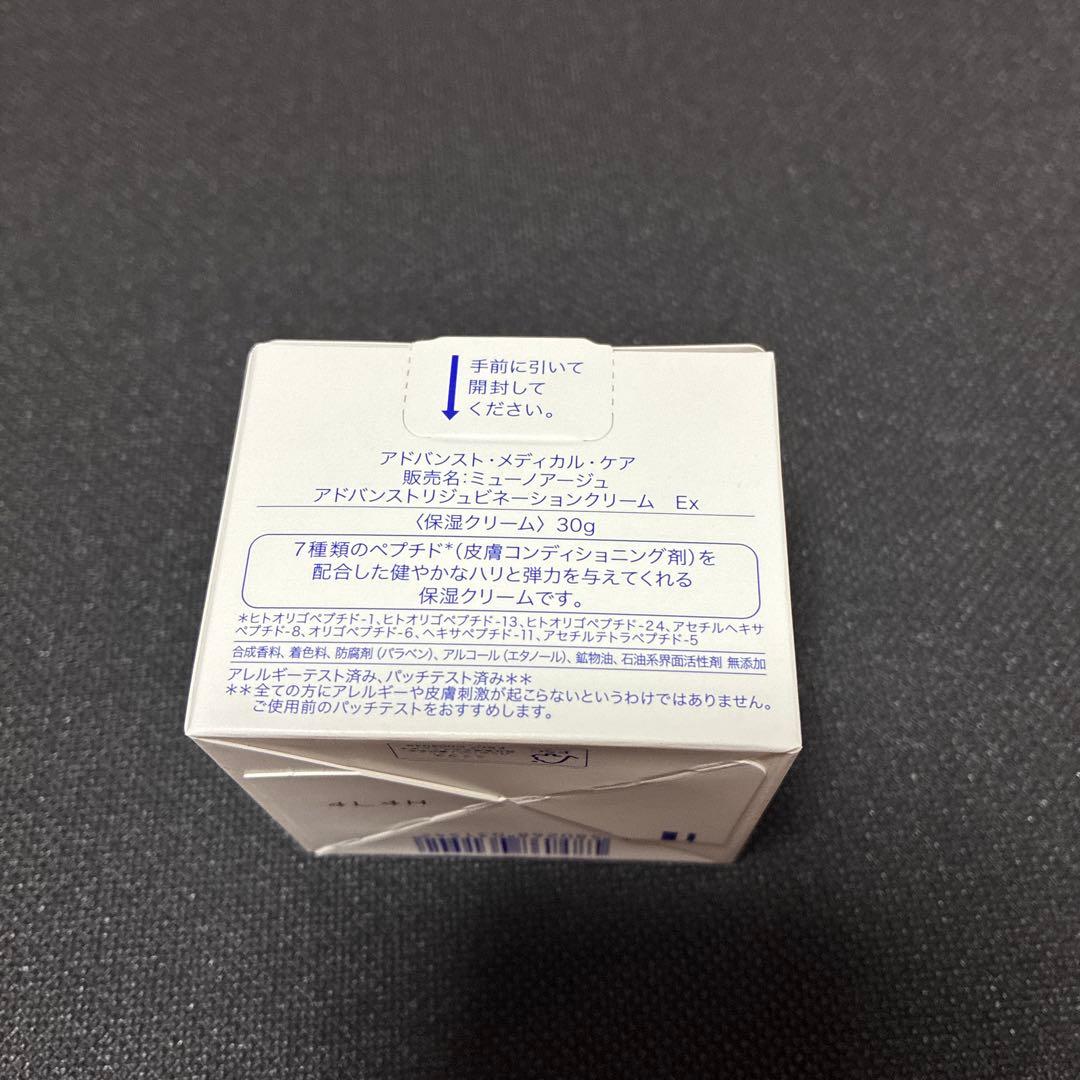 手前に引いて
開封して
ください。
アドバンスト・メディカル・ケア
販売名:ミューノアージュ
アドバンストリジュビネーションクリーム Ex
〈保湿クリーム〉30g
7種類のペプチド*(皮膚コンディショニング剤)を
配合した健やかなハリと弾力を与えてくれる
保湿クリームです。
*ヒトオリゴペプチド-1、ヒトオリゴペプチド-13、ヒトオリゴペプチド-24、アセチルヘキサ
ペプチド-8、オリゴペプチド-6、ヘキサペプチド-11、アセチルテトラペプチド-5
合成香料、着色料、防腐剤(パラベン)、アルコール(エタノール)、鉱物油、石油系界面活性剤 無添加
アレルギーテスト済み、パッチテスト済み**
**全ての方にアレルギーや皮膚刺激が起こらないというわけではありません。
ご使用前のパッチテストをおすすめします。
4L4H